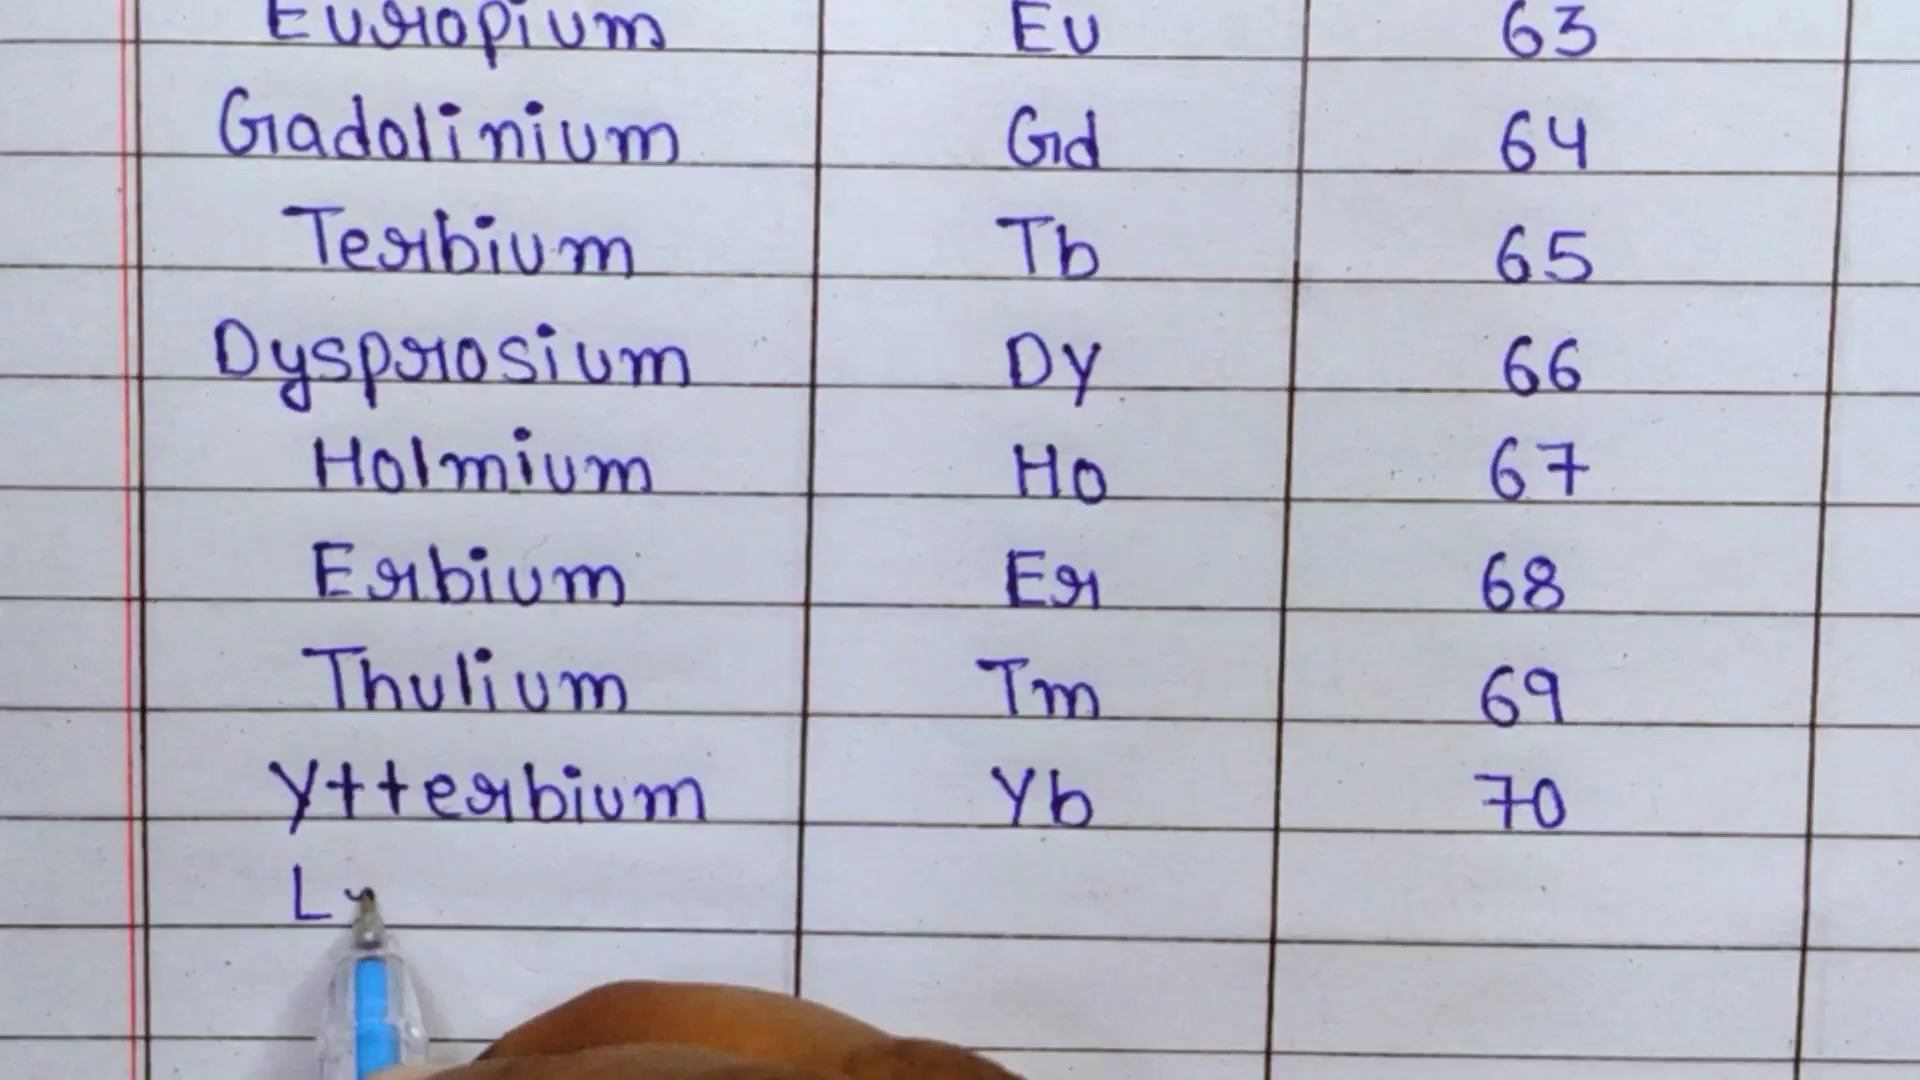 Europium Eu 63
Gadolinium Gd 64
Terbium Tb 65
Dysprosium Dy 66
Holmium Ho 67
Erbium Er 68
Thulium Tm 69
Ytterbium Yb 70
L